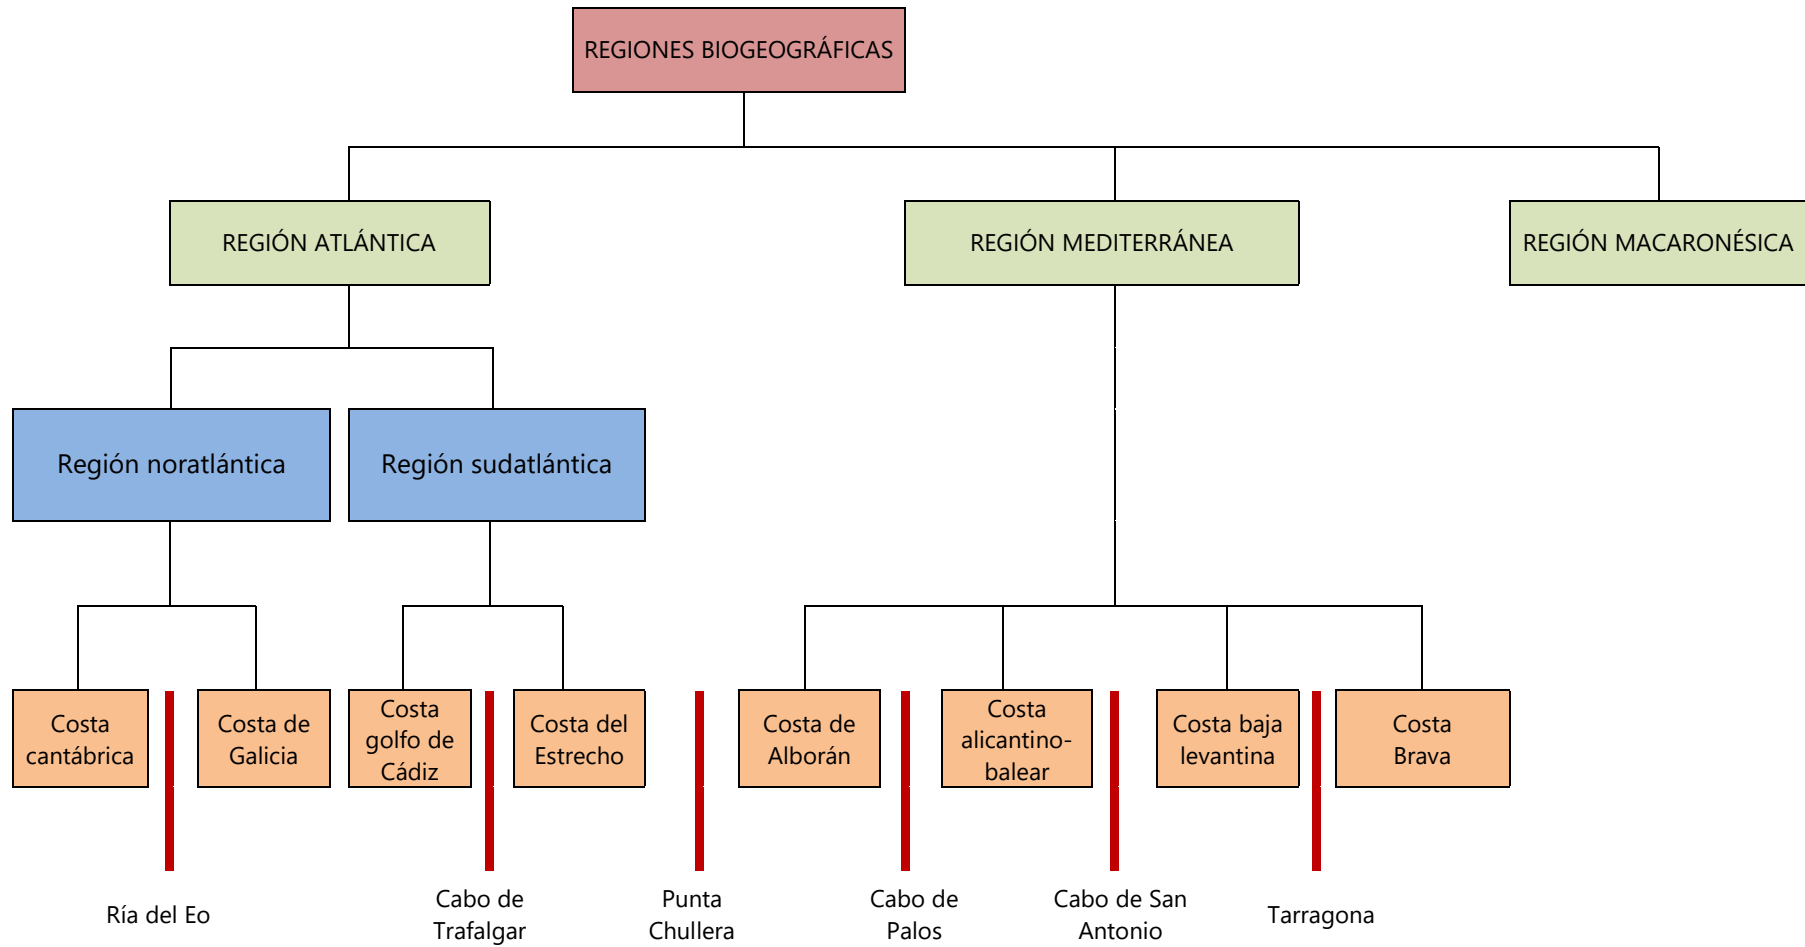 REGIONES BIOGEOGRÁFICAS
REGIÓN ATLÁNTICA
REGIÓN MEDITERRÁNEA
REGIÓN MACARONÉSICA
Región noratlántica
Región sudatlántica
Costa
cantábrica
Costa de
Galicia
Costa
golfo de
Cádiz
Costa del
Estrecho
Costa de
Alborán
Costa
alicantino-
balear
Costa baja
levantina
Costa
Brava
Ría del Eo
Cabo de
Trafalgar
Punta
Chullera
Cabo de
Palos
Cabo de San
Antonio
Tarragona